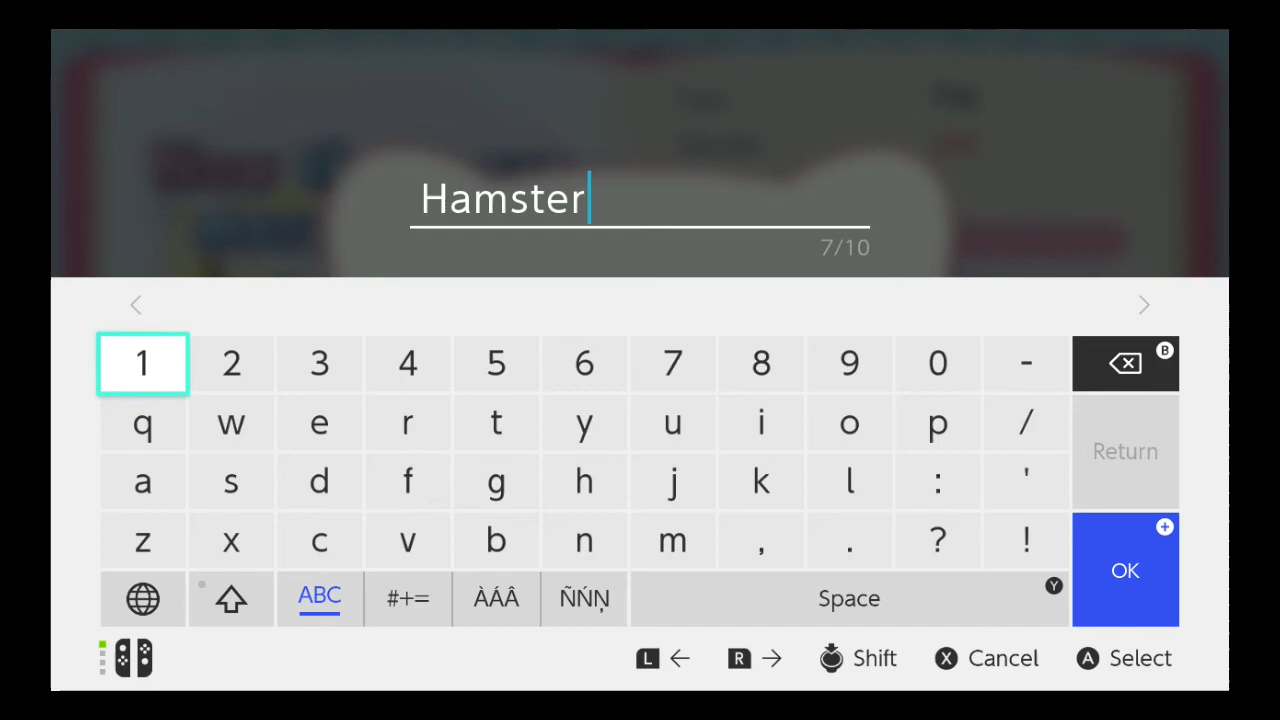 Hamster
7/10
1 2 3 4 5 6 7 8 9 0 - B
q w e r t y u i o p /
a s d f g h j k l : '
Return
z x c v b n m , . ? ! +
OK
ABC #+= ÀÁÂ ÑŃŅ Space Y
L ← R → Shift X Cancel A Select